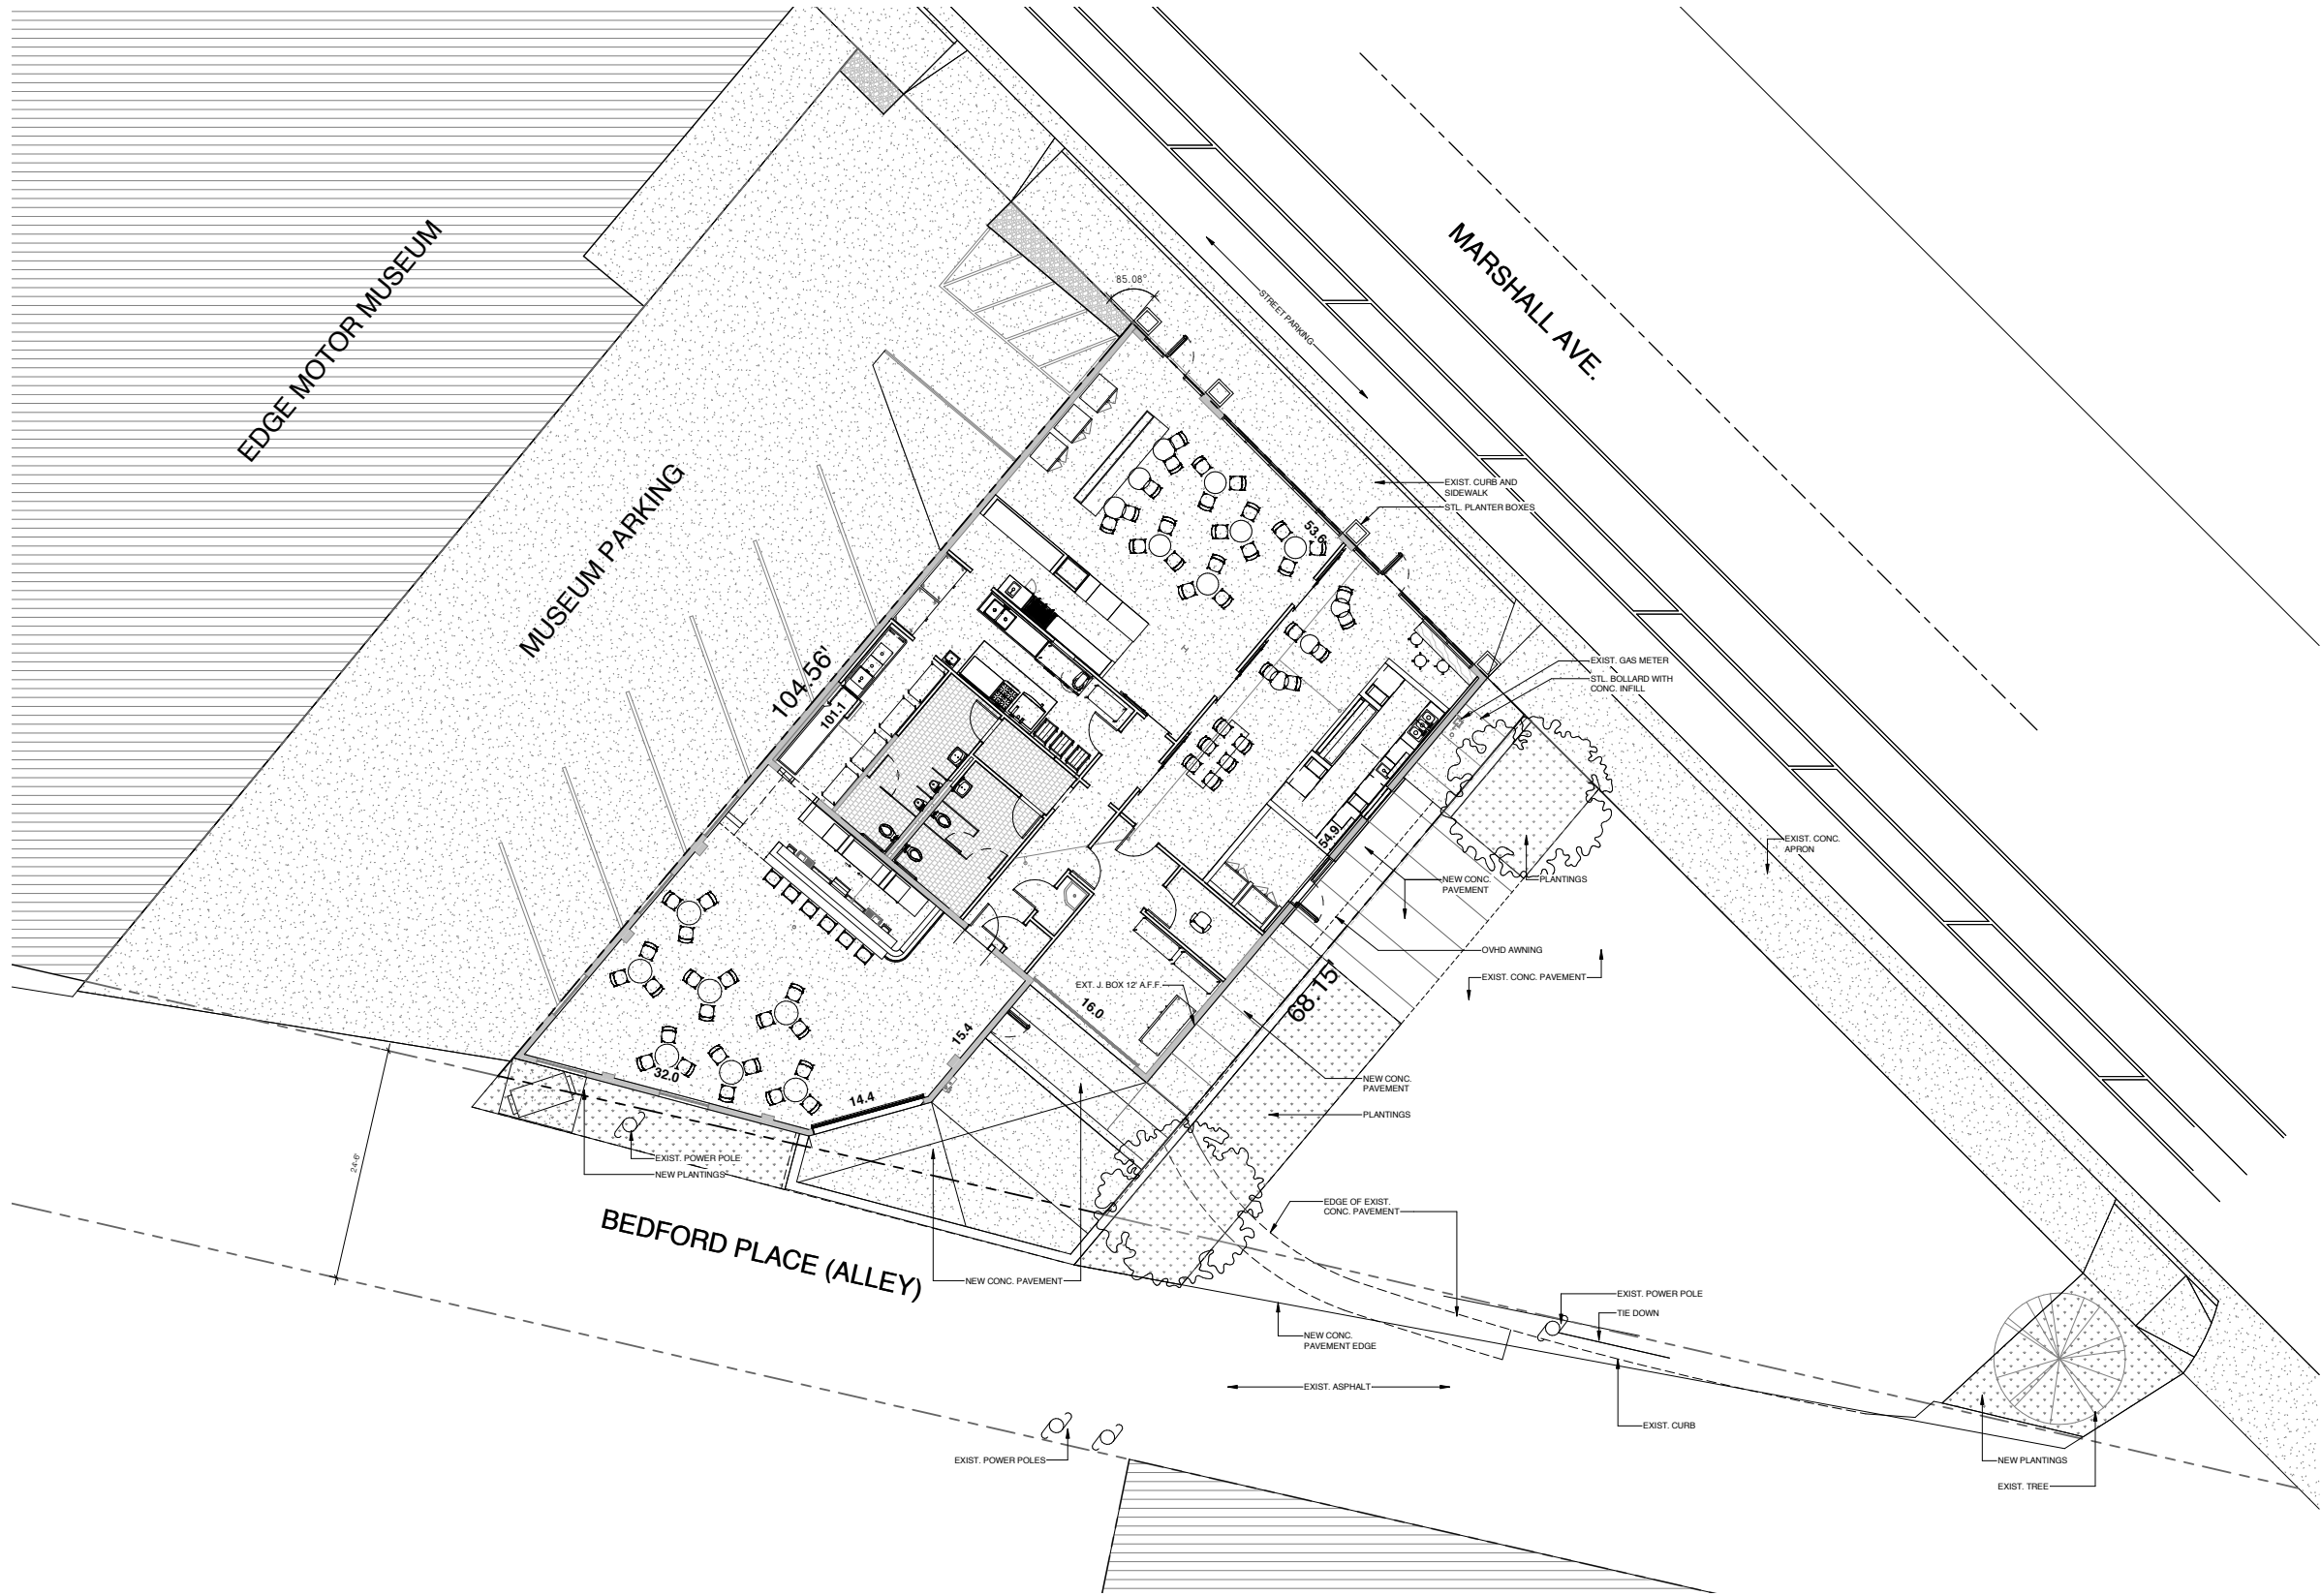 EDGE MOTOR MUSEUM
MARSHALL AVE.
85.08°
STREET PARKING
MUSEUM PARKING
EXIST. CURB AND
SIDEWALK
STL. PLANTER BOXES
53.6
EXIST. GAS METER
STL. BOLLARD WITH
CONC. INFILL
104.56'
101.1
54.9
EXIST. CONC.
APRON
NEW CONC.
PAVEMENT
PLANTINGS
OVHD AWNING
EXIST. CONC. PAVEMENT
EXT. J. BOX 12' A.F.F.
68.15'
16.0
15.4
32.0
14.4
NEW CONC.
PAVEMENT
PLANTINGS
24'-6'
EXIST. POWER POLE
NEW PLANTINGS
BEDFORD PLACE (ALLEY)
EDGE OF EXIST.
CONC. PAVEMENT
NEW CONC. PAVEMENT
EXIST. POWER POLE
TIE DOWN
NEW CONC.
PAVEMENT EDGE
EXIST. ASPHALT
EXIST. CURB
EXIST. POWER POLES
NEW PLANTINGS
EXIST. TREE